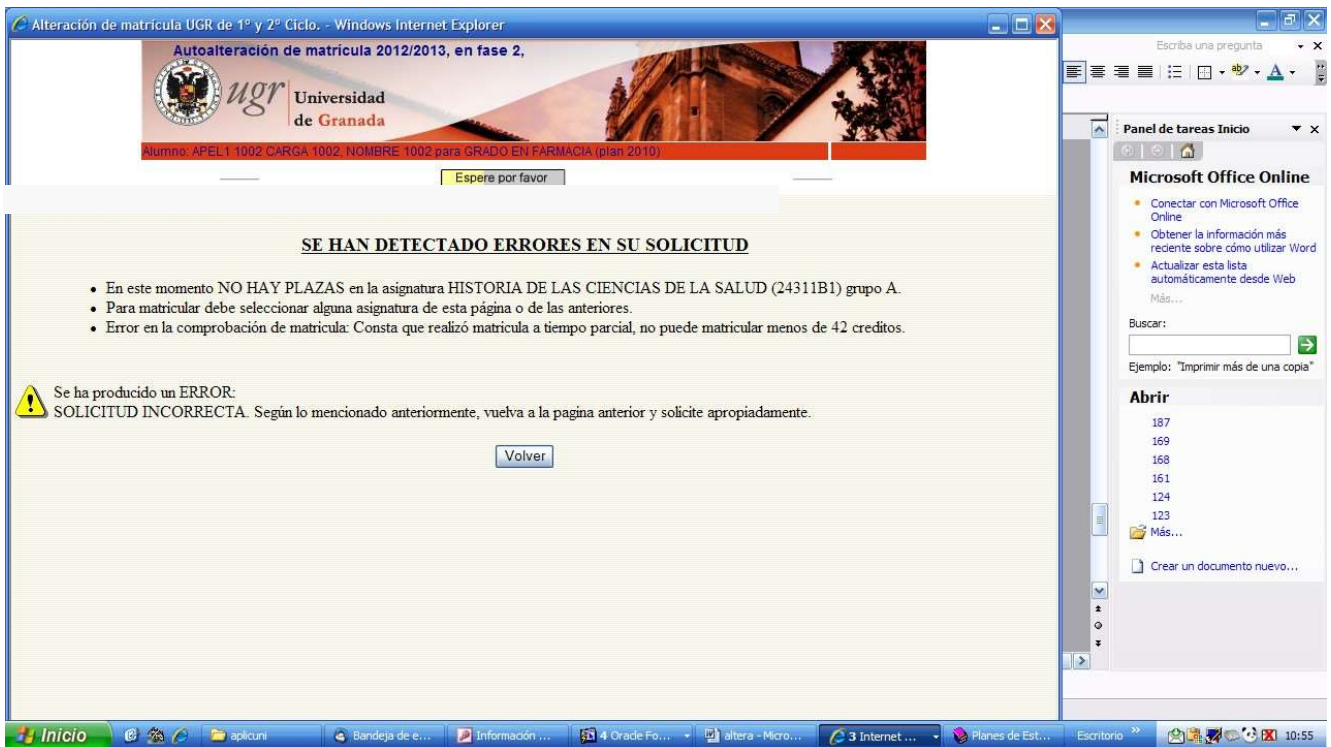 Alteración de matrícula UGR de 1º y 2º Ciclo. - Windows Internet Explorer
Autoalteración de matrícula 2012/2013, en fase 2,
ugr
Universidad
de Granada
Alumno: APEL1 1002 CARGA 1002, NOMBRE 1002 para GRADO EN FARMACIA (plan 2010)
Espere por favor
SE HAN DETECTADO ERRORES EN SU SOLICITUD
• En este momento NO HAY PLAZAS en la asignatura HISTORIA DE LAS CIENCIAS DE LA SALUD (24311B1) grupo A.
• Para matricular debe seleccionar alguna asignatura de esta página o de las anteriores.
• Error en la comprobación de matricula: Consta que realizó matricula a tiempo parcial, no puede matricular menos de 42 creditos.
Se ha producido un ERROR:
SOLICITUD INCORRECTA. Según lo mencionado anteriormente, vuelva a la pagina anterior y solicite apropiadamente.
Volver
Escriba una pregunta
Panel de tareas Inicio
Microsoft Office Online
• Conectar con Microsoft Office
Online
• Obtener la información más
reciente sobre cómo utilizar Word
• Actualizar esta lista
automáticamente desde Web
Más...
Buscar:
Ejemplo: "Imprimir más de una copia"
Abrir
187
169
168
161
124
123
Más...
Crear un documento nuevo...
Inicio
aplicuni
Bandeja de e...
Información ...
4 Oracle Fo...
altera - Micro...
3 Internet ...
Planes de Est...
Escritorio
10:55